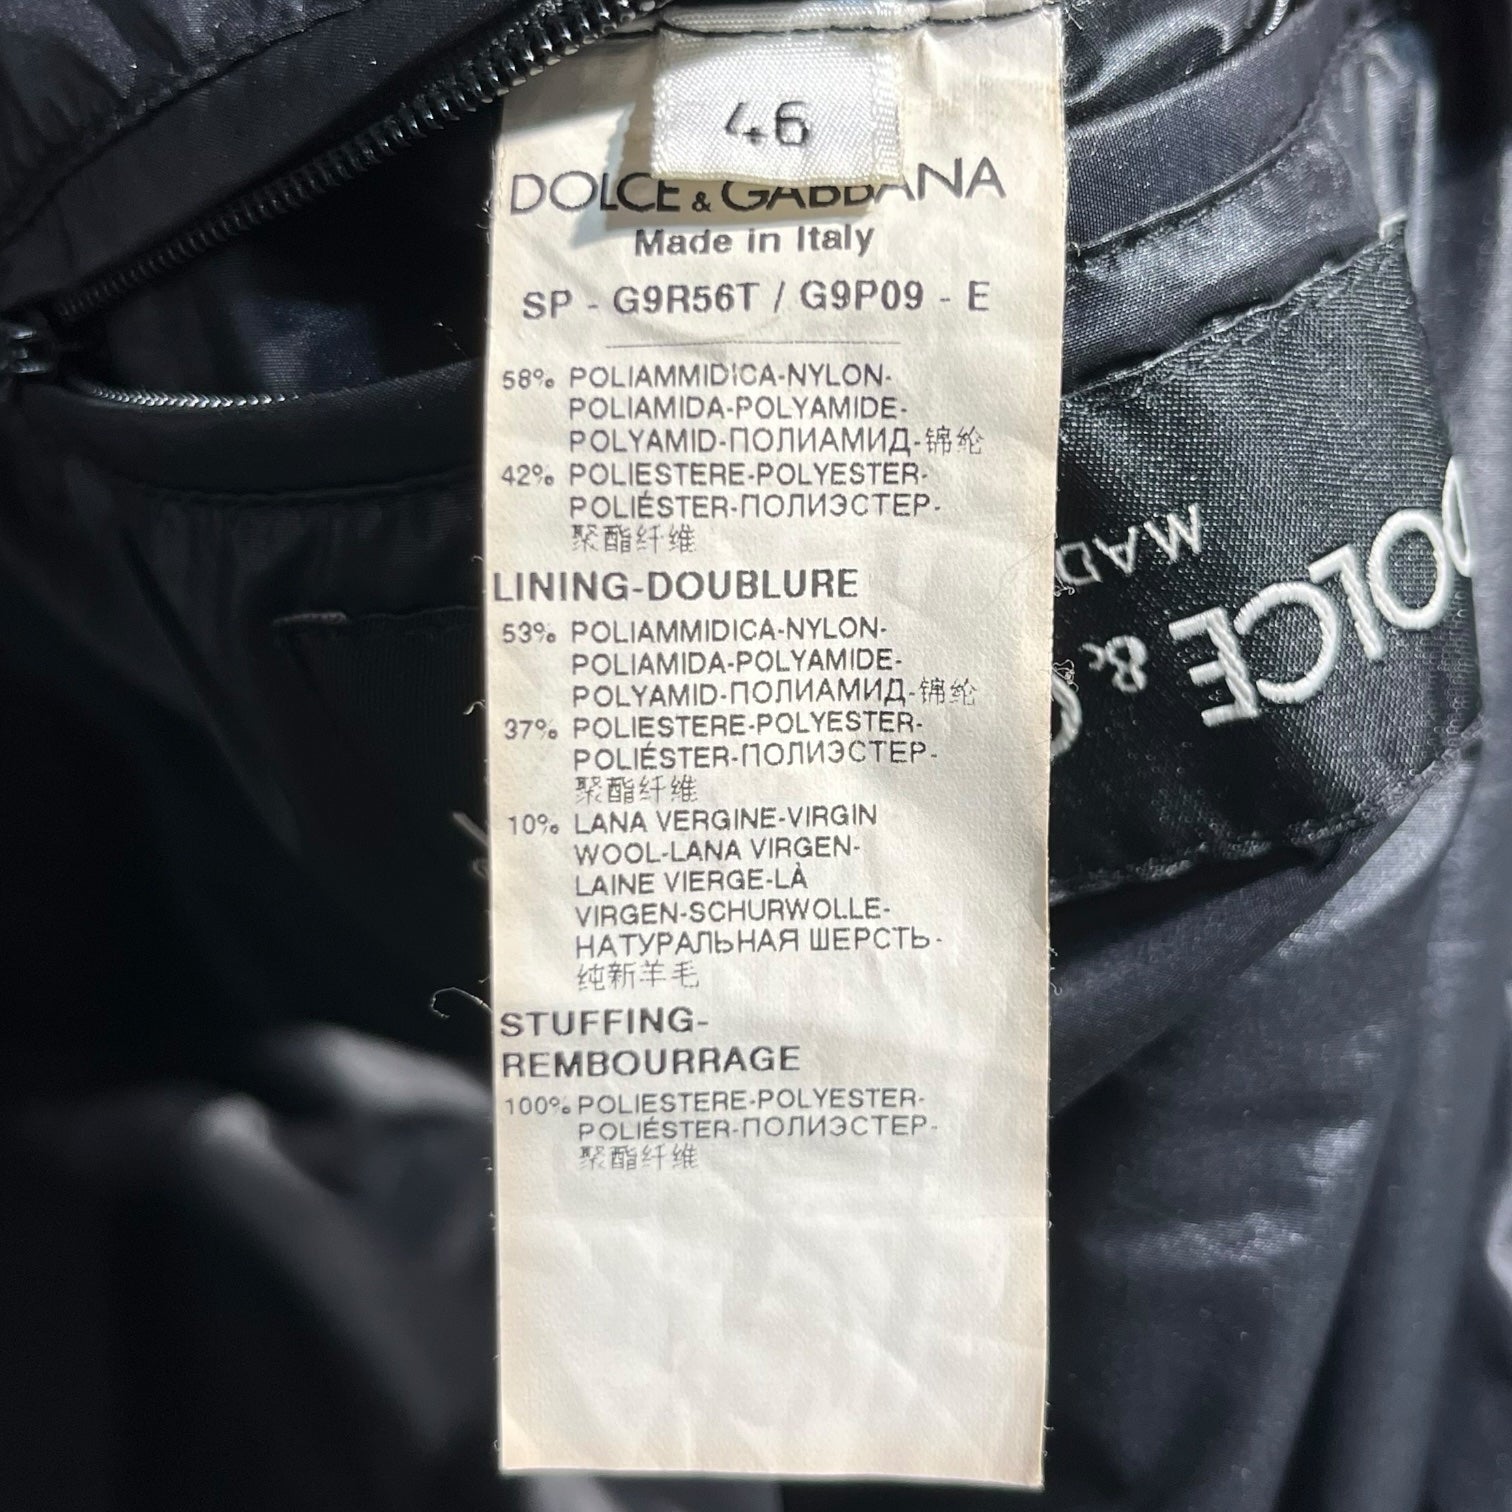 46
DOLCE & GABBANA
Made in Italy
SP - G9R56T / G9P09 - E
58% POLIAMMIDICA-NYLON-
POLIAMIDA-POLYAMIDE-
POLYAMID-ПОЛИАМИД-锦纶
42% POLIESTERE-POLYESTER-
POLIÉSTER-ПОЛИЭСТЕР-
聚酯纤维
LINING-DOUBLURE
53% POLIAMMIDICA-NYLON-
POLIAMIDA-POLYAMIDE-
POLYAMID-ПОЛИАМИД-锦纶
37% POLIESTERE-POLYESTER-
POLIÉSTER-ПОЛИЭСТЕР-
聚酯纤维
10% LANA VERGINE-VIRGIN
WOOL-LANA VIRGEN-
LAINE VIERGE-LÀ
VIRGEN-SCHURWOLLE-
НАТУРАЛЬНАЯ ШЕРСТЬ-
纯新羊毛
STUFFING-
REMBOURRAGE
100% POLIESTERE-POLYESTER-
POLIÉSTER-ПОЛИЭСТЕР-
聚酯纤维
DOLCE & G
MAD